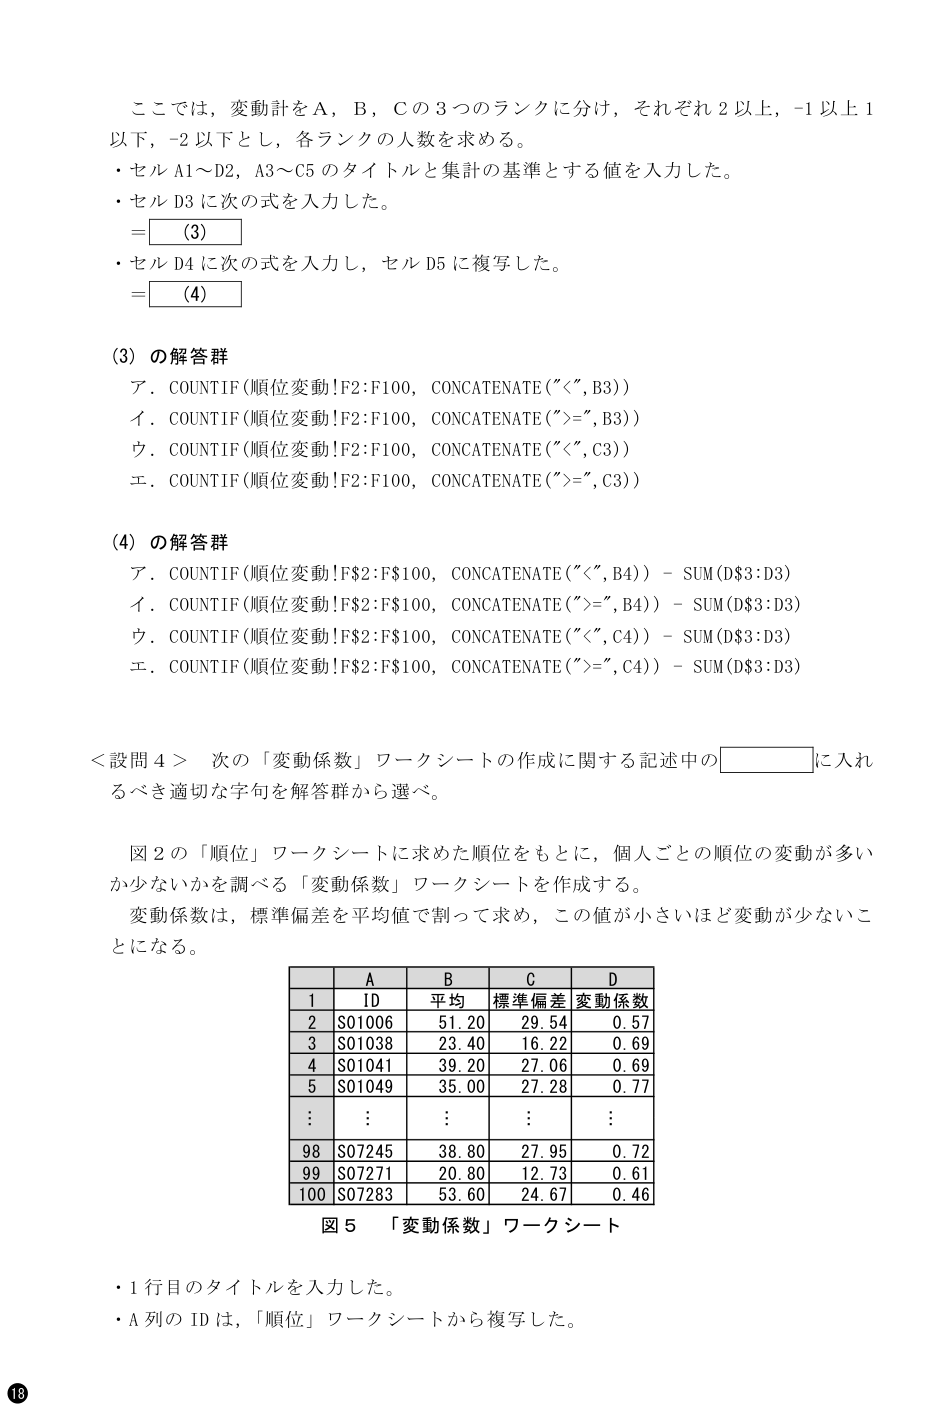 ここでは，変動計をＡ，Ｂ，Ｃの３つのランクに分け，それぞれ 2 以上，-1 以上 1
以下，-2 以下とし，各ランクの人数を求める。
・セル A1～D2，A3～C5 のタイトルと集計の基準とする値を入力した。
・セル D3 に次の式を入力した。
＝ (3)
・セル D4 に次の式を入力し，セル D5 に複写した。
＝ (4)
(3) の解答群
ア．COUNTIF(順位変動!F2:F100, CONCATENATE("<",B3))
イ．COUNTIF(順位変動!F2:F100, CONCATENATE(">=",B3))
ウ．COUNTIF(順位変動!F2:F100, CONCATENATE("<",C3))
エ．COUNTIF(順位変動!F2:F100, CONCATENATE(">=",C3))
(4) の解答群
ア．COUNTIF(順位変動!F$2:F$100, CONCATENATE("<",B4)) - SUM(D$3:D3)
イ．COUNTIF(順位変動!F$2:F$100, CONCATENATE(">=",B4)) - SUM(D$3:D3)
ウ．COUNTIF(順位変動!F$2:F$100, CONCATENATE("<",C4)) - SUM(D$3:D3)
エ．COUNTIF(順位変動!F$2:F$100, CONCATENATE(">=",C4)) - SUM(D$3:D3)
＜設問４＞　次の「変動係数」ワークシートの作成に関する記述中の　　　　に入れ
るべき適切な字句を解答群から選べ。
図２の「順位」ワークシートに求めた順位をもとに，個人ごとの順位の変動が多い
か少ないかを調べる「変動係数」ワークシートを作成する。
変動係数は，標準偏差を平均値で割って求め，この値が小さいほど変動が少ないこ
とになる。
A B C D
1 ID 平均 標準偏差 変動係数
2 S01006 51.20 29.54 0.57
3 S01038 23.40 16.22 0.69
4 S01041 39.20 27.06 0.69
5 S01049 35.00 27.28 0.77
⋮ ⋮ ⋮ ⋮ ⋮
98 S07245 38.80 27.95 0.72
99 S07271 20.80 12.73 0.61
100 S07283 53.60 24.67 0.46
図５　「変動係数」ワークシート
・1 行目のタイトルを入力した。
・A 列の ID は，「順位」ワークシートから複写した。
18